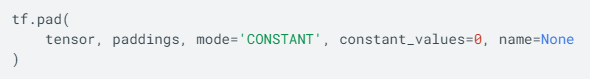 tf.pad(
    tensor, paddings, mode='CONSTANT', constant_values=0, name=None
)